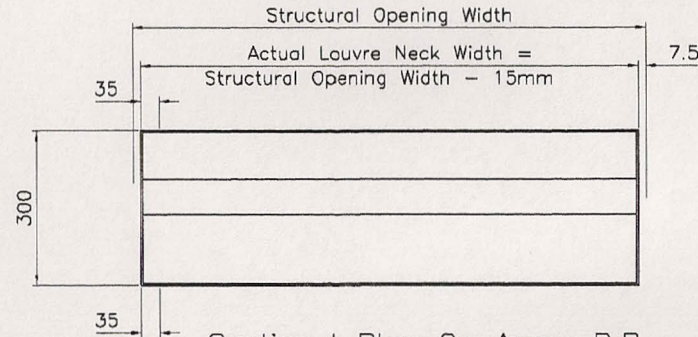 Structural Opening Width
Actual Louvre Neck Width =
Structural Opening Width - 15mm
7.5
35
300
35